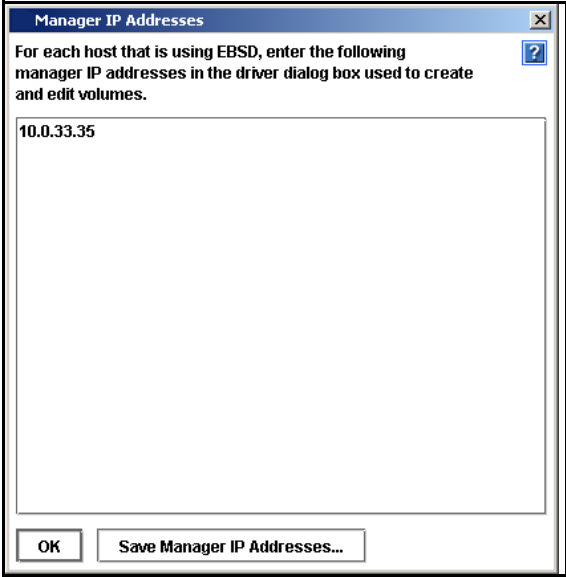 Manager IP Addresses
For each host that is using EBSD, enter the following
manager IP addresses in the driver dialog box used to create
and edit volumes.
?
10.0.33.35
OK
Save Manager IP Addresses...